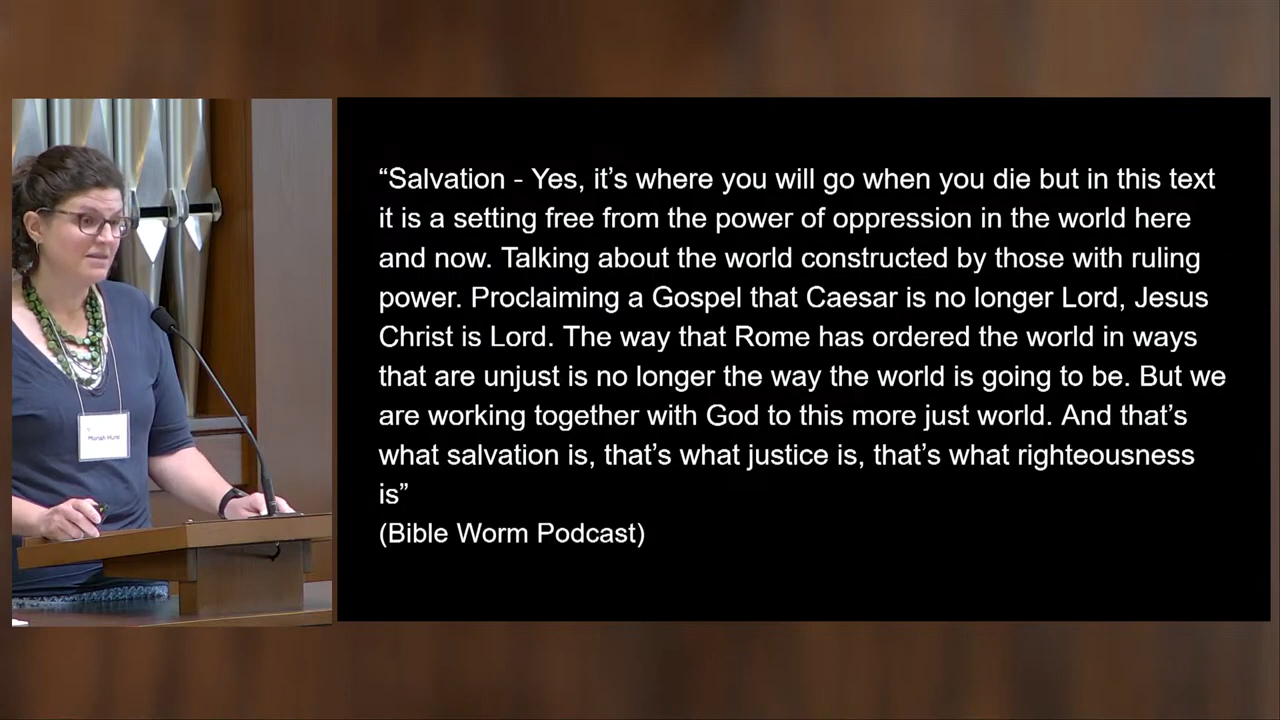 “Salvation - Yes, it’s where you will go when you die but in this text
it is a setting free from the power of oppression in the world here
and now. Talking about the world constructed by those with ruling
power. Proclaiming a Gospel that Caesar is no longer Lord, Jesus
Christ is Lord. The way that Rome has ordered the world in ways
that are unjust is no longer the way the world is going to be. But we
are working together with God to this more just world. And that’s
what salvation is, that’s what justice is, that’s what righteousness
is”
(Bible Worm Podcast)
Moriah Hurst